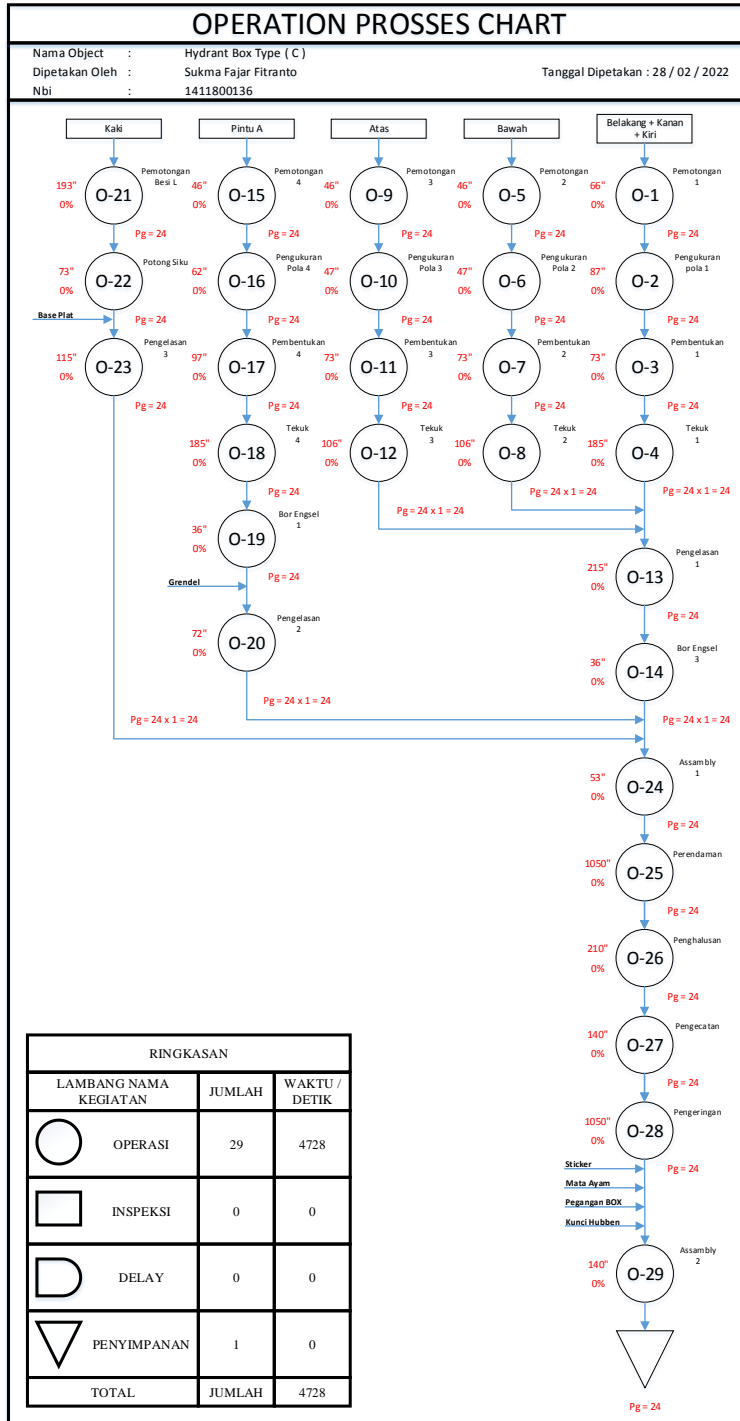 OPERATION PROSSES CHART
Nama Object : Hydrant Box Type ( C )
Dipetakan Oleh : Sukma Fajar Fitranto Tanggal Dipetakan : 28 / 02 / 2022
Nbi : 1411800136
Kaki
Pintu A
Atas
Bawah
Belakang + Kanan
+ Kiri
193"
0%
O-21
Pemotongan
Besi L
46"
0%
O-15
Pemotongan
4
46"
0%
O-9
Pemotongan
3
46"
0%
O-5
Pemotongan
2
66"
0%
O-1
Pemotongan
1
Pg = 24
Pg = 24
Pg = 24
Pg = 24
Pg = 24
73"
0%
O-22
Potong Siku
62"
0%
O-16
Pengukuran
Pola 4
47"
0%
O-10
Pengukuran
Pola 3
47"
0%
O-6
Pengukuran
Pola 2
87"
0%
O-2
Pengukuran
pola 1
Base Plat
Pg = 24
Pg = 24
Pg = 24
Pg = 24
Pg = 24
115"
0%
O-23
Pengelasan
3
97"
0%
O-17
Pembentukan
4
73"
0%
O-11
Pembentukan
3
73"
0%
O-7
Pembentukan
2
73"
0%
O-3
Pembentukan
1
Pg = 24
Pg = 24
Pg = 24
Pg = 24
Pg = 24
185"
0%
O-18
Tekuk
4
106"
0%
O-12
Tekuk
3
106"
0%
O-8
Tekuk
2
185"
0%
O-4
Tekuk
1
Pg = 24
Pg = 24 x 1 = 24
Pg = 24 x 1 = 24
Pg = 24 x 1 = 24
36"
0%
O-19
Bor Engsel
1
215"
0%
O-13
Pengelasan
1
Grendel
Pg = 24
Pg = 24
72"
0%
O-20
Pengelasan
2
36"
0%
O-14
Bor Engsel
3
Pg = 24 x 1 = 24
Pg = 24 x 1 = 24
Pg = 24 x 1 = 24
53"
0%
O-24
Assambly
1
Pg = 24
1050"
0%
O-25
Perendaman
Pg = 24
210"
0%
O-26
Penghalusan
Pg = 24
140"
0%
O-27
Pengecatan
Pg = 24
1050"
0%
O-28
Pengeringan
Sticker
Pg = 24
Mata Ayam
Pegangan BOX
Kunci Hubben
140"
0%
O-29
Assambly
2
Pg = 24
RINGKASAN
LAMBANG NAMA
KEGIATAN
JUMLAH
WAKTU /
DETIK
OPERASI 29 4728
INSPEKSI 0 0
DELAY 0 0
PENYIMPANAN 1 0
TOTAL JUMLAH 4728